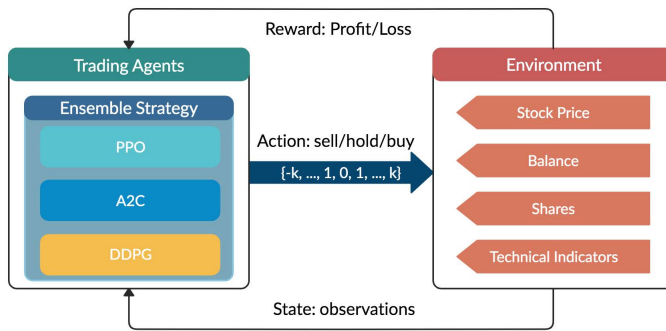 Reward: Profit/Loss
Trading Agents
Environment
Ensemble Strategy
PPO
A2C
DDPG
Action: sell/hold/buy
{-k, ..., 1, 0, 1, ..., k}
Stock Price
Balance
Shares
Technical Indicators
State: observations